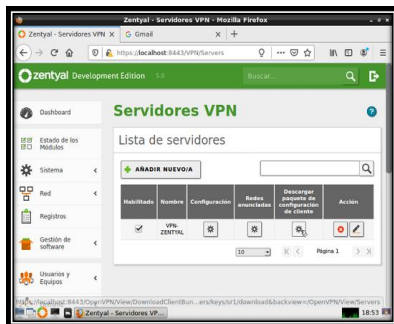 Zentyal - Servidores VPN - Mozilla Firefox
Zentyal - Servidores VPN
Gmail
https://localhost:8443/VPN/Servers
zentyal Development Edition 5.0
Buscar...
Dashboard
Estado de los Módulos
Sistema
Red
Registros
Gestión de software
Usuarios y Equipos
Servidores VPN
Lista de servidores
AÑADIR NUEVO/A
Habilitado Nombre Configuración Redes anunciadas Descargar paquete de configuración de cliente Acción
VPN-ZENTYAL
10
Página 1
https://localhost:8443/OpenVPN/View/DownloadClientBun...ers/keys/sr1/download&backview=/OpenVPN/View/Servers
Zentyal - Servidores VP...
18:53